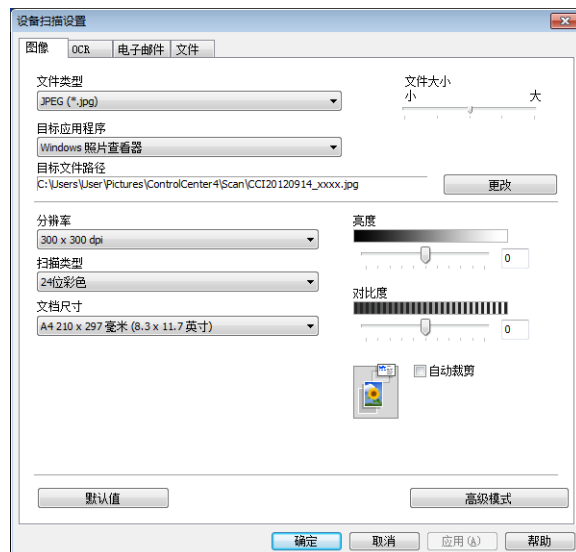 设备扫描设置
图像 OCR 电子邮件 文件
文件类型 文件大小
小 大
JPEG (*.jpg)
目标应用程序
Windows 照片查看器
目标文件路径
C:\Users\User\Pictures\ControlCenter4\Scan\CCI20120914_xxxx.jpg 更改
分辨率 亮度
300 x 300 dpi 0
扫描类型
24位彩色
文档尺寸 对比度
A4 210 x 297 毫米 (8.3 x 11.7 英寸) 0
自动裁剪
默认值 高级模式
确定 取消 应用(A) 帮助